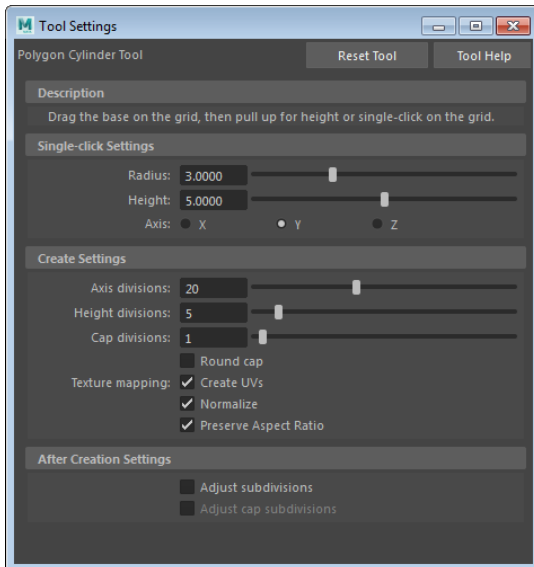 Tool Settings
Polygon Cylinder Tool Reset Tool Tool Help
Description
Drag the base on the grid, then pull up for height or single-click on the grid.
Single-click Settings
Radius: 3.0000
Height: 5.0000
Axis: X Y Z
Create Settings
Axis divisions: 20
Height divisions: 5
Cap divisions: 1
Round cap
Texture mapping: Create UVs
Normalize
Preserve Aspect Ratio
After Creation Settings
Adjust subdivisions
Adjust cap subdivisions